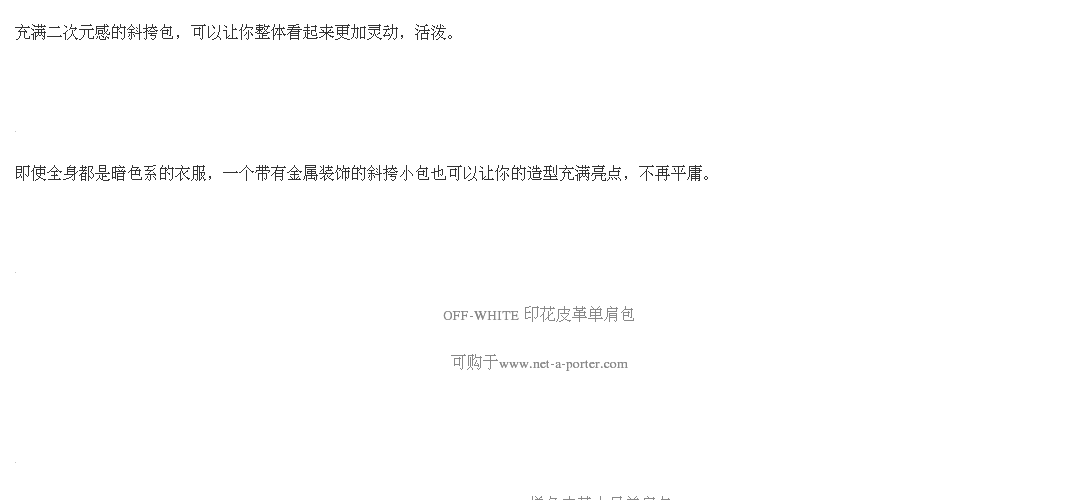 充满二次元感的斜挎包，可以让你整体看起来更加灵动，活泼。
即使全身都是暗色系的衣服，一个带有金属装饰的斜挎小包也可以让你的造型充满亮点，不再平庸。
OFF-WHITE 印花皮革单肩包
可购于www.net-a-porter.com